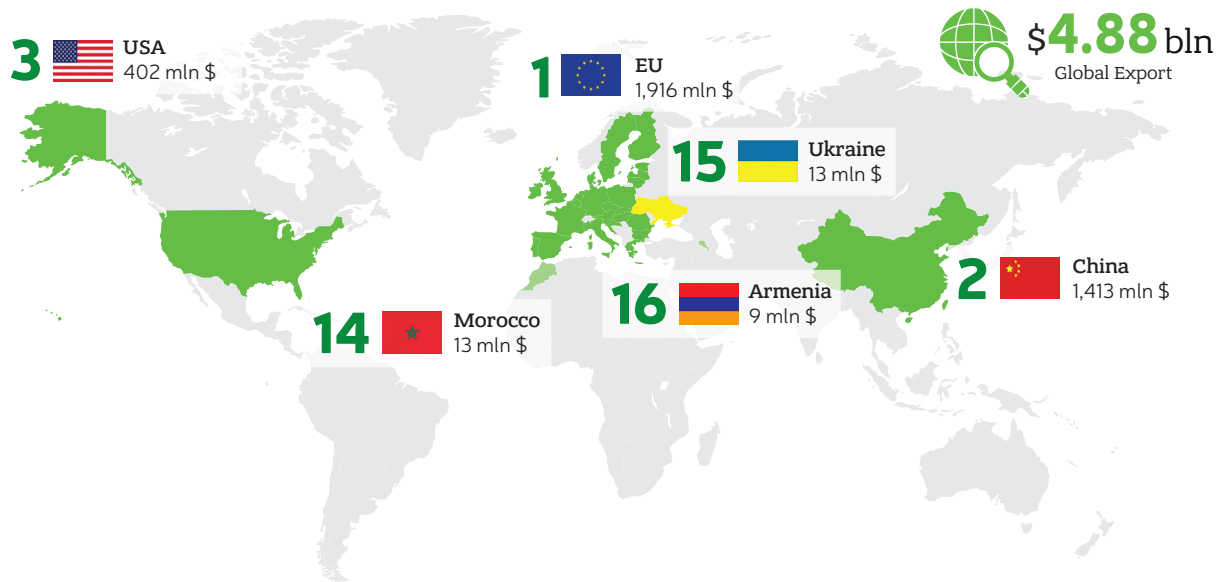 3
USA
402 mln $
1
EU
1,916 mln $
$4.88 bln
Global Export
15
Ukraine
13 mln $
2
China
1,413 mln $
16
Armenia
9 mln $
14
Morocco
13 mln $